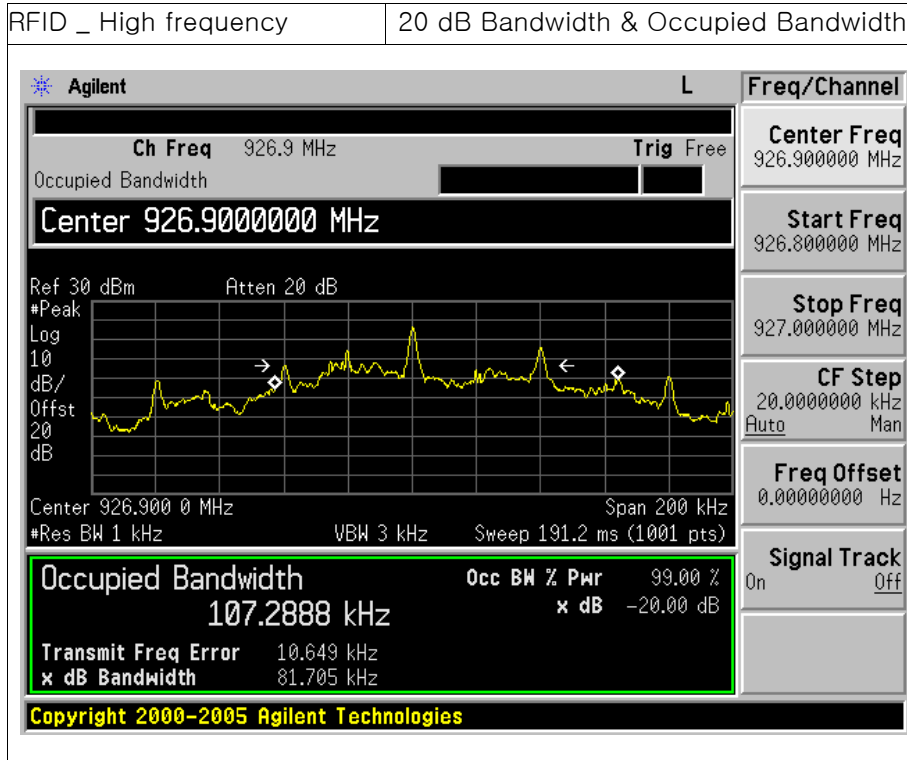 RFID _ High frequency
20 dB Bandwidth & Occupied Bandwidth
Agilent
L
Freq/Channel
Ch Freq 926.9 MHz
Trig Free
Occupied Bandwidth
Center 926.9000000 MHz
Ref 30 dBm
Atten 20 dB
#Peak
Log
10
dB/
Offst
20
dB
Center 926.900 0 MHz
Span 200 kHz
#Res BW 1 kHz
VBW 3 kHz
Sweep 191.2 ms (1001 pts)
Occupied Bandwidth
107.2888 kHz
Occ BW % Pwr 99.00 %
x dB -20.00 dB
Transmit Freq Error 10.649 kHz
x dB Bandwidth 81.705 kHz
Center Freq
926.900000 MHz
Start Freq
926.800000 MHz
Stop Freq
927.000000 MHz
CF Step
20.0000000 kHz
Auto Man
Freq Offset
0.00000000 Hz
Signal Track
On Off
Copyright 2000-2005 Agilent Technologies